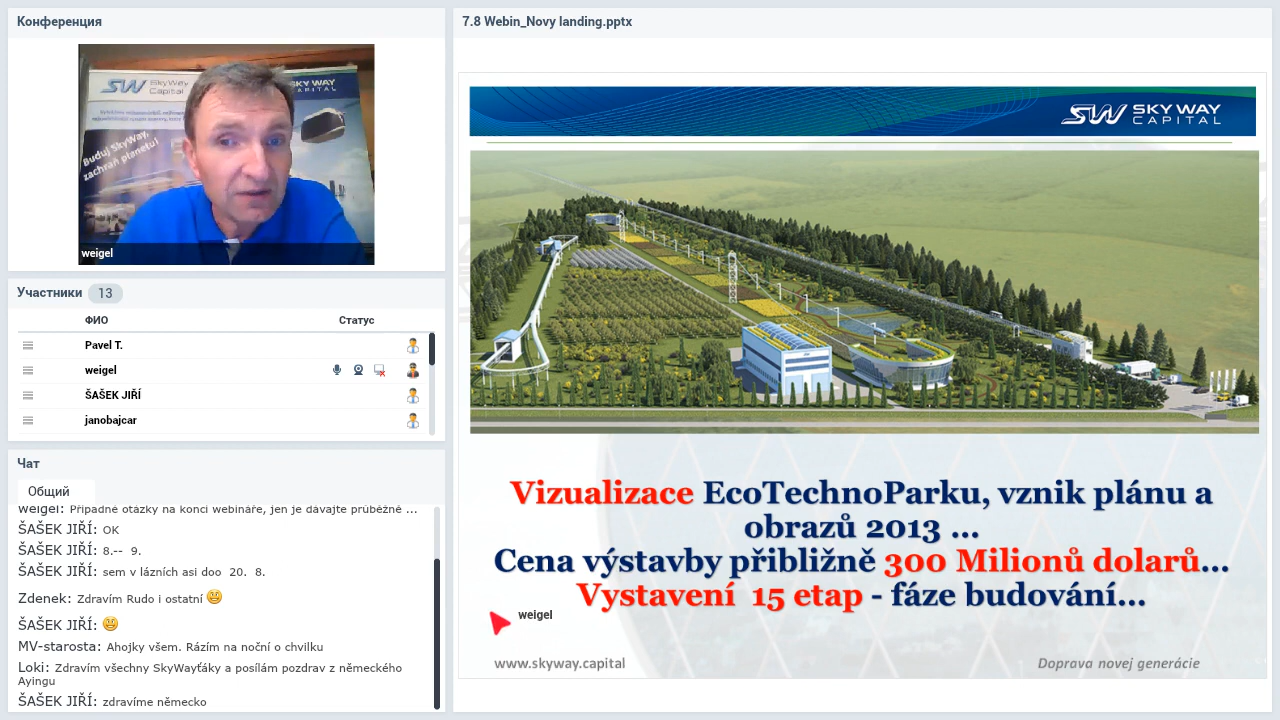 Конференция
SW SkyWay Capital
SKY WAY CAPITAL
Buduj SkyWay,
zachraň planetu!
weigel
Участники 13
ФИО Статус
Pavel T.
weigel
ŠAŠEK JIŘÍ
janobajcar
Чат
Общий
weigel: Případné otázky na konci webináře, jen je dávajte průběžně ...
ŠAŠEK JIŘÍ: OK
ŠAŠEK JIŘÍ: 8.-- 9.
ŠAŠEK JIŘÍ: sem v lázních asi doo 20. 8.
Zdenek: Zdravím Rudo i ostatní
ŠAŠEK JIŘÍ:
MV-starosta: Ahojky všem. Rázím na noční o chvilku
Loki: Zdravím všechny SkyWayťáky a posílám pozdrav z německého
Ayingu
ŠAŠEK JIŘÍ: zdravíme německo
7.8 Webin_Novy landing.pptx
SW SKY WAY
CAPITAL
Vizualizace EcoTechnoParku, vznik plánu a
obrazů 2013 ...
Cena výstavby přibližně 300 Milionů dolarů...
Vystavení 15 etap - fáze budování...
weigel
www.skyway.capital
Doprava novej generácie